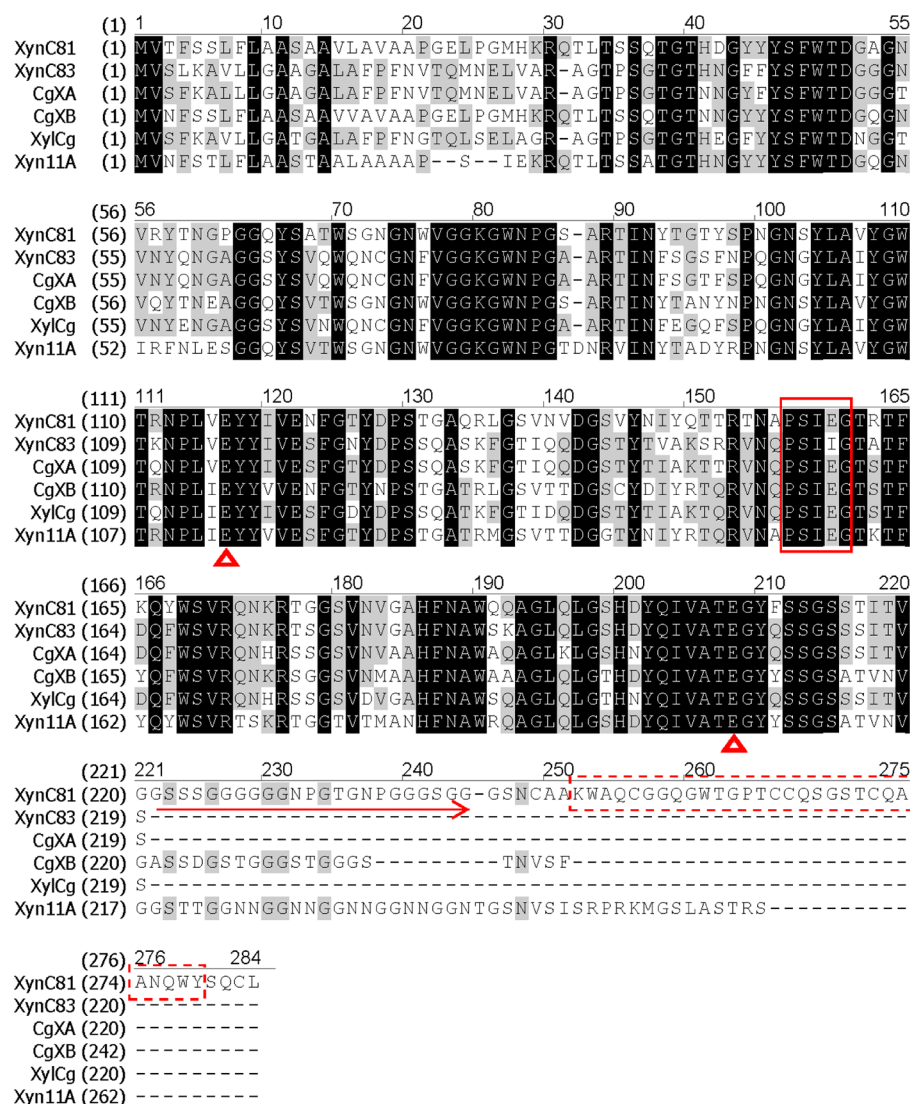 (1) 1 10 20 30 40 55
XynC81 (1) MVTFSSLFLAASAAVLAVAAPGELPGMHKRQTLTSSQTGTHDGYYYSFWTDGAGN
XynC83 (1) MVSLKAVLLGAAGALAFPFNVTQMNELVAR-AGTPSGTGTHNGFFYSFWTDGGGN
CgXA (1) MVSFKALLLGAAGALAFPFNVTQMNELVAR-AGTPSGTGTNNGYFYSFWTDGGGT
CgXB (1) MVNFSSLFLAASAAVVAVAAPGELPGMHKRQTLTSSQTGTNNGYYYSFWTDGQGN
XylCg (1) MVSFKAVLLGATGALAFPFNGTQLSELAGR-AGTPSGTGTHEGFYYSFWTDNGGT
Xyn11A (1) MVNFSTLFLAASTAALAAAAP--S--IEKRQTLTSSATGTHNGYYYSFWTDGQGN
(56) 56 70 80 90 100 110
XynC81 (56) VRYTNGPGGQYSATWSGNGNWVGGKGWNPGS-ARTINYTGTYSPNGNSYLAVYGW
XynC83 (55) VNYQNGAGGSYSVQWQNCGNFVGGKGWNPGA-ARTINFSGSFNPQGNGYLAIYGW
CgXA (55) VNYQNGAGGSYSVQWQNCGNFVGGKGWNPGA-ARTINFSGTFSPQGNGYLAIYGW
CgXB (56) VQYTNEAGGQYSVTWSGNGNWVGGKGWNPGS-ARTINYTANYNPNGNSYLAVYGW
XylCg (55) VNYENGAGGSYSVNWQNCGNFVGGKGWNPGA-ARTINFEGQFSPQGNGYLAIYGW
Xyn11A (52) IRFNLESGGQYSVTWSGNGNWVGGKGWNPGTDNRVINYTADYRPNGNSYLAVYGW
(111) 111 120 130 140 150 165
XynC81 (110) TRNPLVEYYIVENFGTYDPSTGAQRLGSVNVDGSVYNIYQTTRTNAPSIEGTRTF
XynC83 (109) TKNPLVEYYIVESFGNYDPSSQASKFGTIQQDGSTYTVAKSRRVNQPSIIGTATF
CgXA (109) TQNPLVEYYIVESFGTYDPSSQASKFGTIQQDGSTYTIAKTTRVNQPSIEGTSTF
CgXB (110) TRNPLIEYYVVENFGTYNPSTGATRLGSVTTDGSCYDIYRTQRVNQPSIEGTSTF
XylCg (109) TQNPLIEYYIVESFGDYDPSTQATKFGTIDQDGSTYTIAKTQRVNQPSIEGTSTF
Xyn11A (107) TRNPLIEYYVVENFGTYDPSTGATRMGSVTTDGGTYNIYRTQRVNAPSIEGTKTF
(166) 166 180 190 200 210 220
XynC81 (165) KQYWSVRQNKRTGGSVNVGAHFNAWQQAGLQLGSHDYQIVATEGYFSSGSSTITV
XynC83 (164) DQFWSVRQNKRTSGSVNVGAHFNAWSKAGLQLGSHDYQIVATEGYQSSGSSSITV
CgXA (164) DQFWSVRQNHRSSGSVNVAAHFNAWAQAGLKLGSHNYQIVATEGYQSSGSSSITV
CgXB (165) YQFWSVRQNKRSGGSVNMAAHFNAWAAAGLQLGTHDYQIVATEGYYSSGSATVNV
XylCg (164) DQFWSVRQNHRSSGSVDVGAHFNAWSQAGLQLGTHDYQIVATEGYQSSGSSSITV
Xyn11A (162) YQYWSVRTSKRTGGTVTMANHFNAWRQAGLQLGSHDYQIVATEGYYSSGSATVNV
(221) 221 230 240 250 260 275
XynC81 (220) GGSSSGGGGGGNPGTGNPGGGSGG-GSNCAAKWAQCGGQGWTGPTCCQSGSTCQA
XynC83 (219) S------------------------------------------------------
CgXA (219) S------------------------------------------------------
CgXB (220) GASSDGSTGGGSTGGGS--------TNVSF-------------------------
XylCg (219) S------------------------------------------------------
Xyn11A (217) GGSTTGGNNGGNNGGNNGGNNGGNTGSNVSISRPRKMGSLASTRS----------
(276) 276 284
XynC81 (274) ANQWYSQCL
XynC83 (220) ---------
CgXA (220) ---------
CgXB (242) ---------
XylCg (220) ---------
Xyn11A (262) ---------